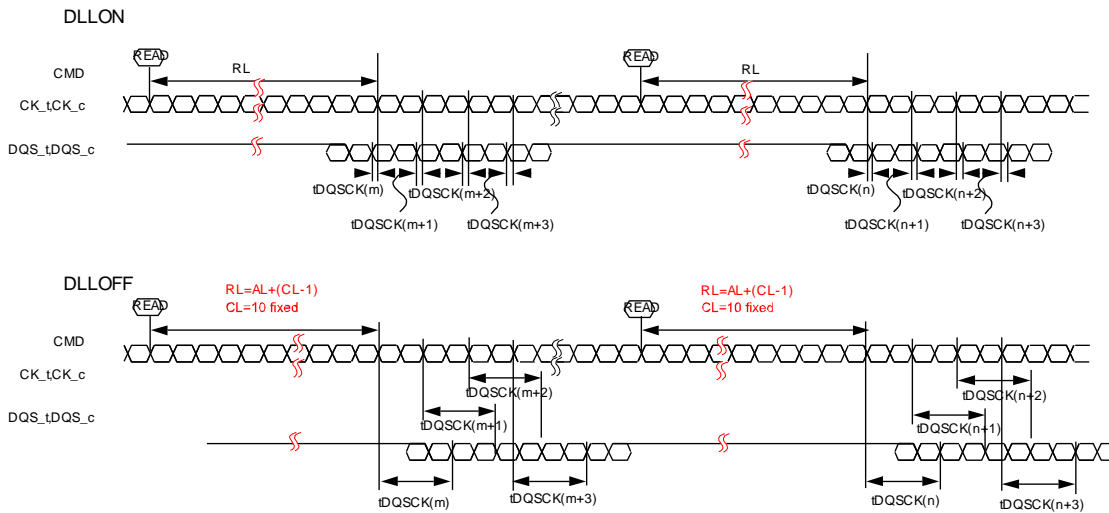 DLLON
READ
READ
RL
RL
CMD
CK_t,CK_c
DQS_t,DQS_c
tDQSCK(m)
tDQSCK(m+2)
tDQSCK(n)
tDQSCK(n+2)
tDQSCK(m+1)
tDQSCK(m+3)
tDQSCK(n+1)
tDQSCK(n+3)
DLLOFF
RL=AL+(CL-1)
RL=AL+(CL-1)
READ
CL=10 fixed
READ
CL=10 fixed
CMD
CK_t,CK_c
tDQSCK(m+2)
tDQSCK(n+2)
DQS_t,DQS_c
tDQSCK(m+1)
tDQSCK(n+1)
tDQSCK(m)
tDQSCK(m+3)
tDQSCK(n)
tDQSCK(n+3)